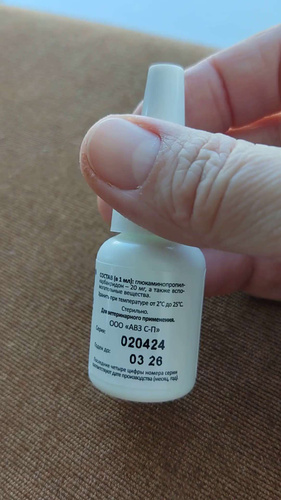 СОСТАВ (в 1 мл): глюкаминопропил-
карбакридон – 20 мг, а также вспо-
могательные вещества.
Хранить при температуре от 2°С до 25°С.
Стерильно.
Для ветеринарного применения.
ООО «АВЗ С-П»
Серия:
020424
Годен до:
03 26
Последние четыре цифры номера серии
соответствуют дате производства (месяц, год)